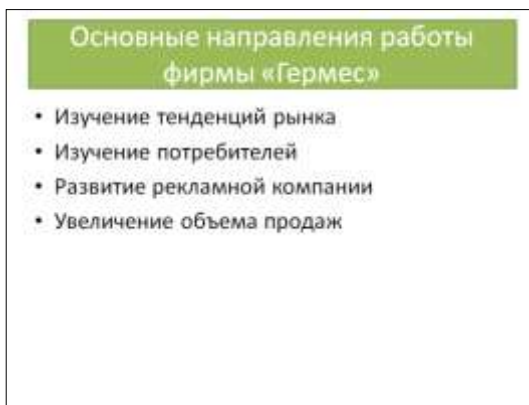 Основные направления работы
фирмы «Гермес»
• Изучение тенденций рынка
• Изучение потребителей
• Развитие рекламной компании
• Увеличение объема продаж